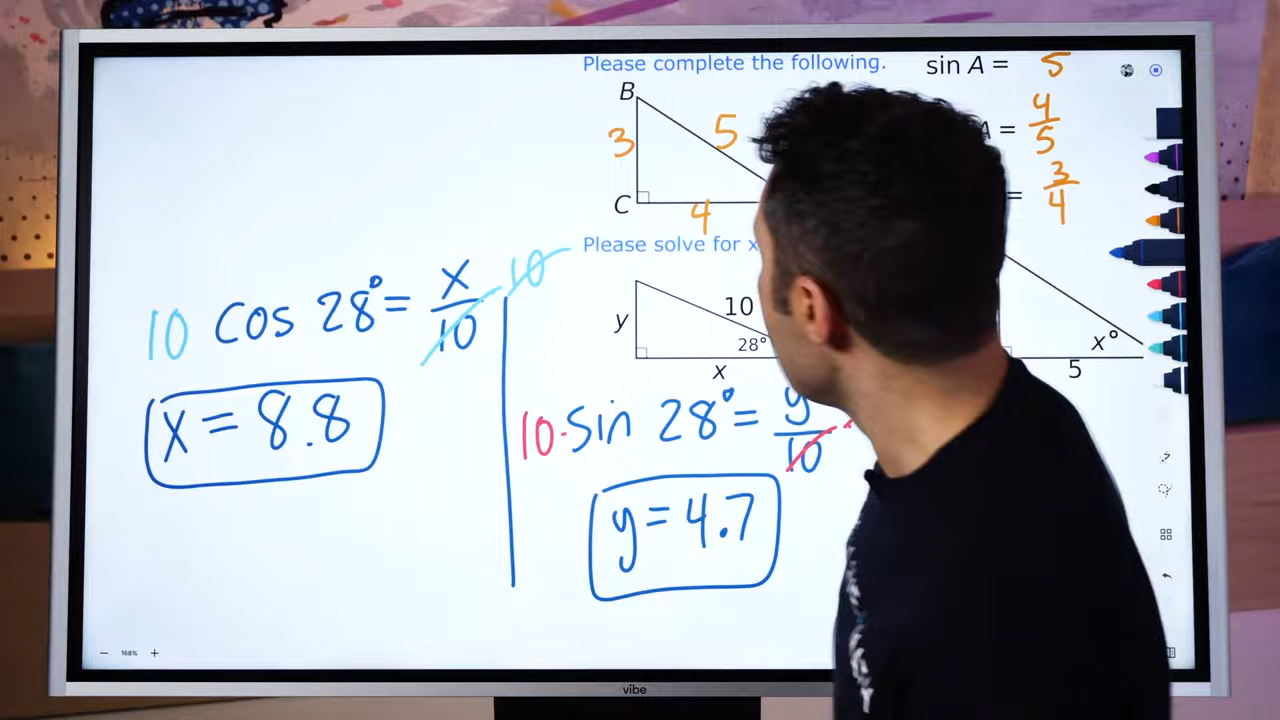 Please complete the following.
sin A = 5
B
3
5
A = 4/5
C
4
= 3/4
Please solve for x
10 cos 28° = x/10 10
y
10
28°
x
x°
5
10·sin 28° = y/10
x = 8.8
y = 4.7
168%
vibe